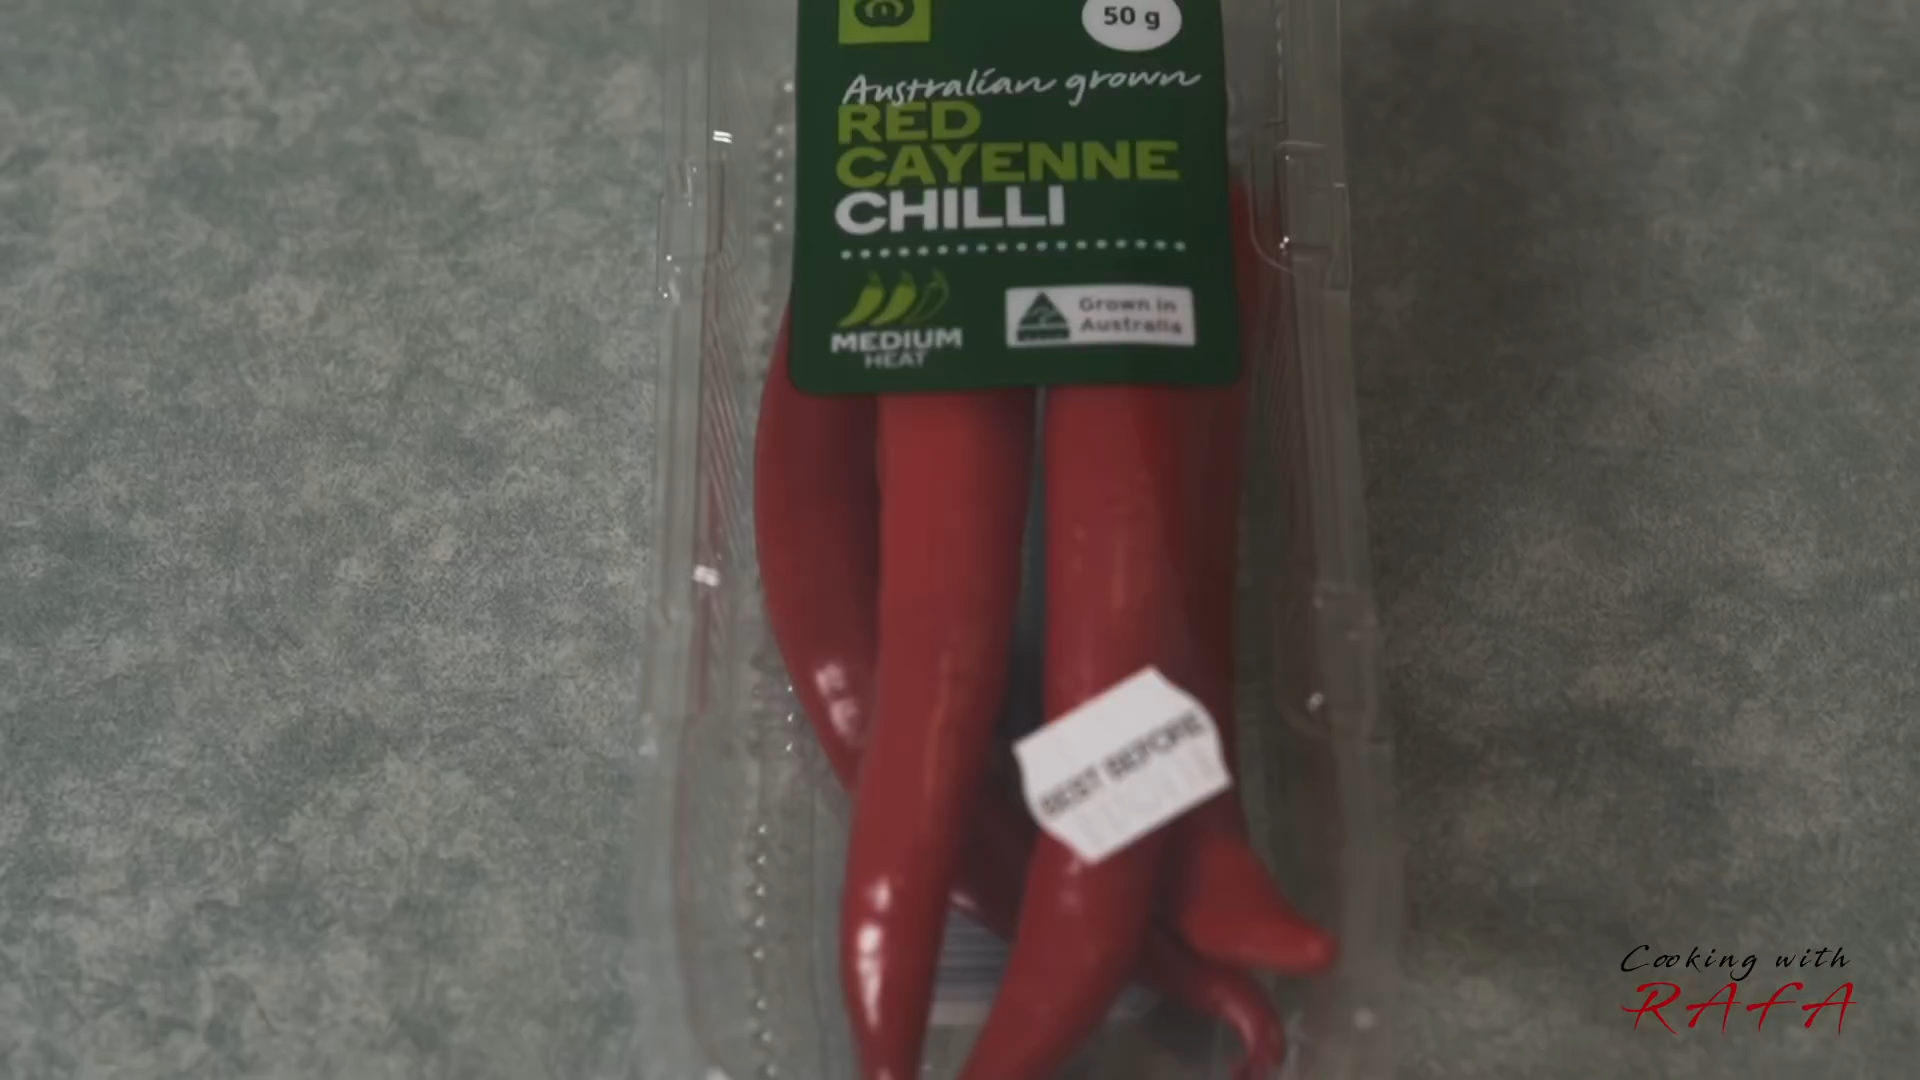 50 g
Australian grown
RED
CAYENNE
CHILLI
MEDIUM
HEAT
Grown in
Australia
BEST BEFORE
Cooking with
RAFA